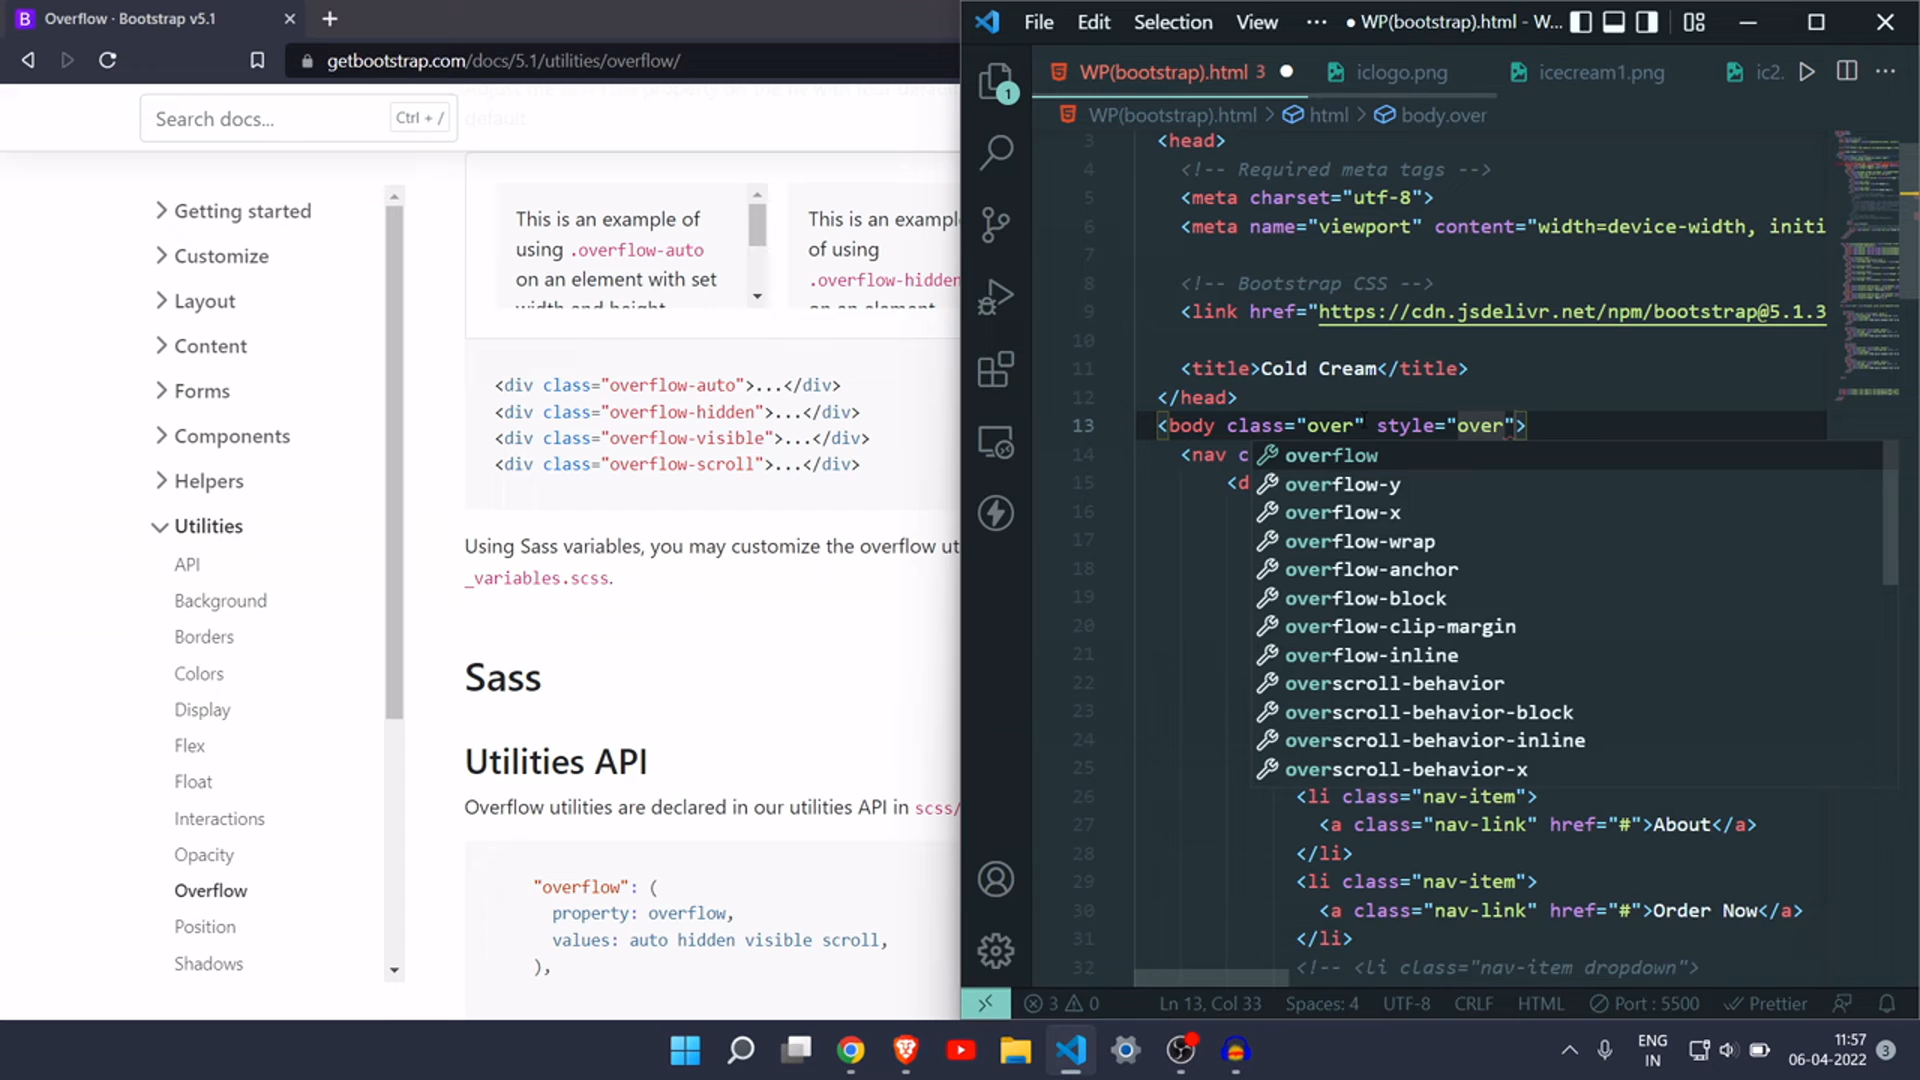 Overflow · Bootstrap v5.1
getbootstrap.com/docs/5.1/utilities/overflow/
Search docs...
Ctrl + /
default.
Getting started
Customize
Layout
Content
Forms
Components
Helpers
Utilities
API
Background
Borders
Colors
Display
Flex
Float
Interactions
Opacity
Overflow
Position
Shadows
This is an example of
using .overflow-auto
on an element with set
width and height
This is an example
of using
.overflow-hidden
on an element
<div class="overflow-auto">...</div>
<div class="overflow-hidden">...</div>
<div class="overflow-visible">...</div>
<div class="overflow-scroll">...</div>
Using Sass variables, you may customize the overflow ut
_variables.scss.
Sass
Utilities API
Overflow utilities are declared in our utilities API in scss/
"overflow": (
property: overflow,
values: auto hidden visible scroll,
),
File Edit Selection View ··· ● WP(bootstrap).html - W...
1
WP(bootstrap).html 3 ● iclogo.png icecream1.png ic2.
WP(bootstrap).html > html > body.over
3 <head>
4 <!-- Required meta tags -->
5 <meta charset="utf-8">
6 <meta name="viewport" content="width=device-width, initi
7
8 <!-- Bootstrap CSS -->
9 <link href="https://cdn.jsdelivr.net/npm/bootstrap@5.1.3
10
11 <title>Cold Cream</title>
12 </head>
13 <body class="over" style="over">
14 <nav c
15 <d
16
17
18
19
20
21
22
23
24
25
overflow
overflow-y
overflow-x
overflow-wrap
overflow-anchor
overflow-block
overflow-clip-margin
overflow-inline
overscroll-behavior
overscroll-behavior-block
overscroll-behavior-inline
overscroll-behavior-x
26 <li class="nav-item">
27 <a class="nav-link" href="#">About</a>
28 </li>
29 <li class="nav-item">
30 <a class="nav-link" href="#">Order Now</a>
31 </li>
32 <!-- <li class="nav-item dropdown">
3 0 Ln 13, Col 33 Spaces: 4 UTF-8 CRLF HTML Port : 5500 Prettier
ENG
IN
11:57
06-04-2022
3